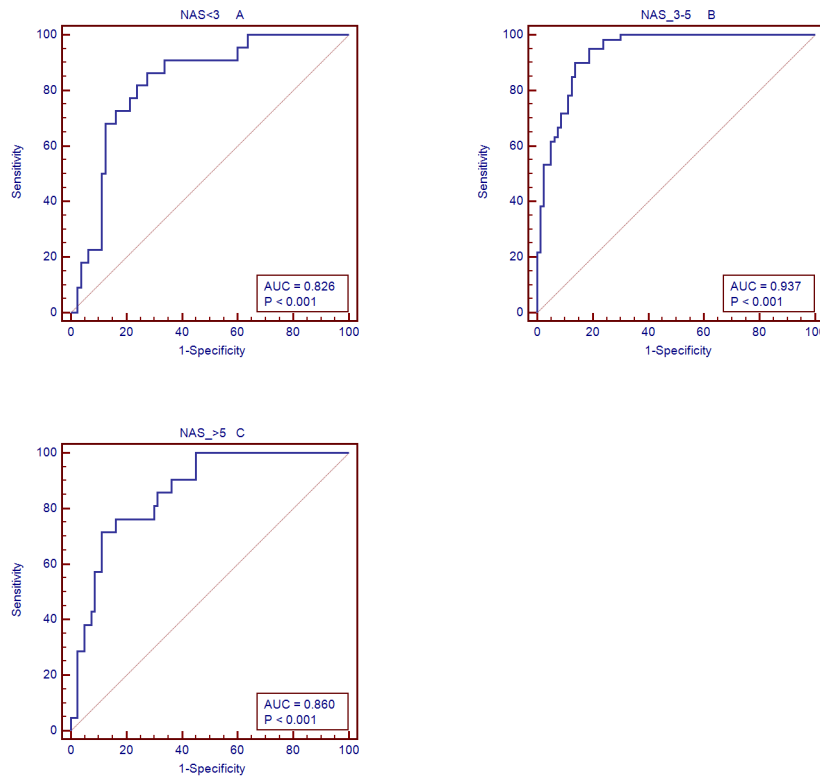 NAS<3 A
100
80
60
40
20
0
Sensitivity
AUC = 0.826
P < 0.001
0 20 40 60 80 100
1-Specificity
NAS_3-5 B
100
80
60
40
20
0
Sensitivity
AUC = 0.937
P < 0.001
0 20 40 60 80 100
1-Specificity
NAS_>5 C
100
80
60
40
20
0
Sensitivity
AUC = 0.860
P < 0.001
0 20 40 60 80 100
1-Specificity